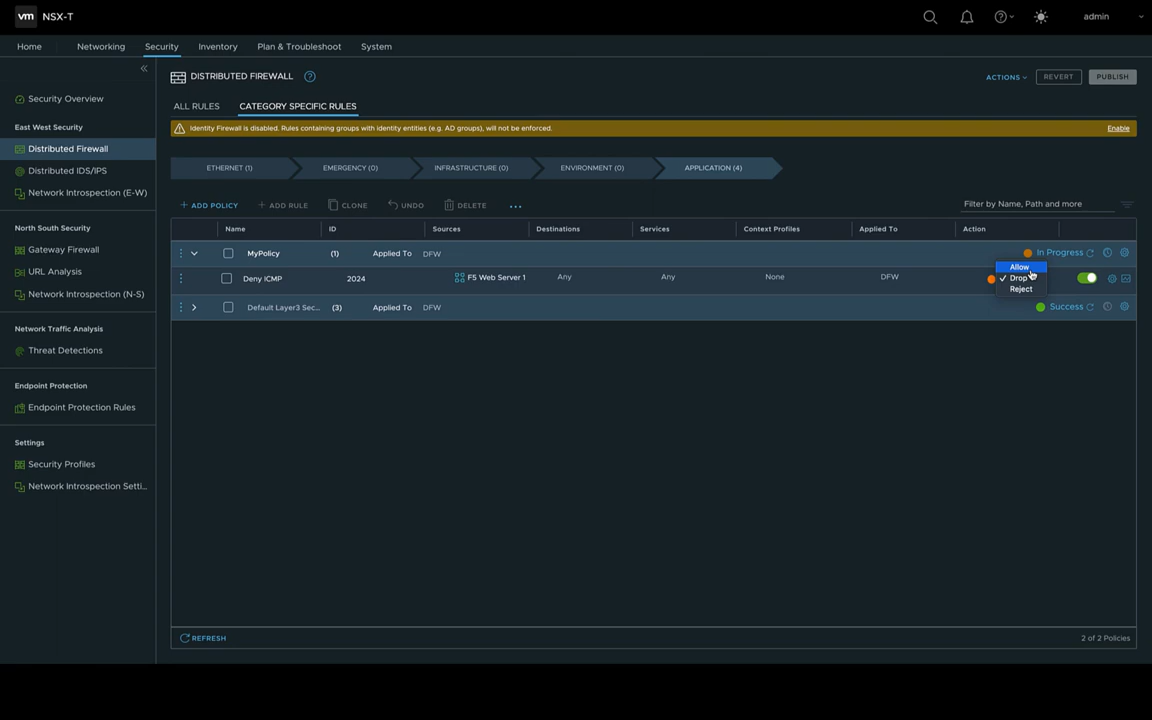 vm NSX-T admin
Home Networking Security Inventory Plan & Troubleshoot System
Security Overview
East West Security
Distributed Firewall
Distributed IDS/IPS
Network Introspection (E-W)
North South Security
Gateway Firewall
URL Analysis
Network Introspection (N-S)
Network Traffic Analysis
Threat Detections
Endpoint Protection
Endpoint Protection Rules
Settings
Security Profiles
Network Introspection Setti...
DISTRIBUTED FIREWALL ACTIONS REVERT PUBLISH
ALL RULES CATEGORY SPECIFIC RULES
Identity Firewall is disabled. Rules containing groups with identity entities (e.g. AD groups), will not be enforced. Enable
ETHERNET (1) EMERGENCY (0) INFRASTRUCTURE (0) ENVIRONMENT (0) APPLICATION (4)
+ ADD POLICY + ADD RULE CLONE UNDO DELETE ... Filter by Name, Path and more
Name ID Sources Destinations Services Context Profiles Applied To Action
MyPolicy (1) Applied To DFW In Progress
Allow
Deny ICMP 2024 F5 Web Server 1 Any Any None DFW Drop
Reject
Default Layer3 Sec... (3) Applied To DFW Success
REFRESH 2 of 2 Policies